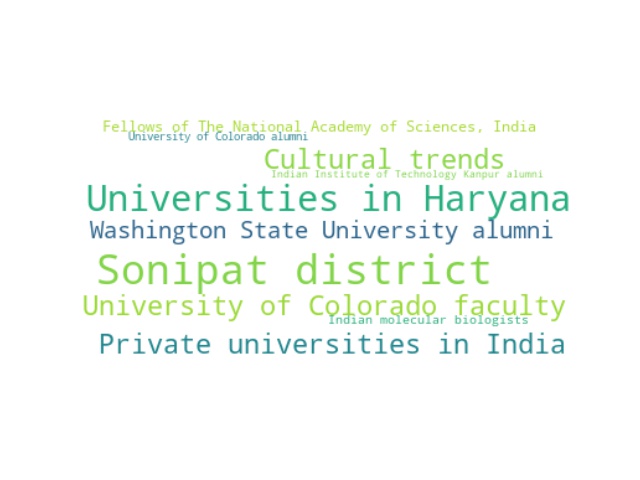 Fellows of The National Academy of Sciences, India
University of Colorado alumni
Cultural trends
Indian Institute of Technology Kanpur alumni
Universities in Haryana
Washington State University alumni
Sonipat district
University of Colorado faculty
Indian molecular biologists
Private universities in India